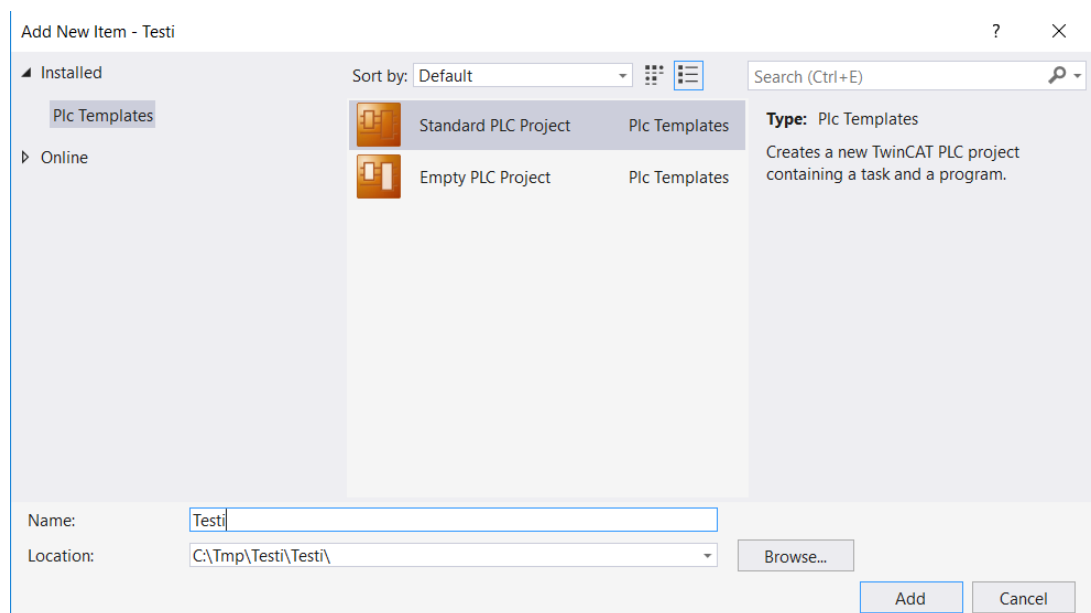 Add New Item - Testi
?
Installed
Plc Templates
Online
Sort by: Default
Search (Ctrl+E)
Standard PLC Project Plc Templates
Empty PLC Project Plc Templates
Type: Plc Templates
Creates a new TwinCAT PLC project
containing a task and a program.
Name: Testi
Location: C:\Tmp\Testi\Testi\
Browse...
Add Cancel